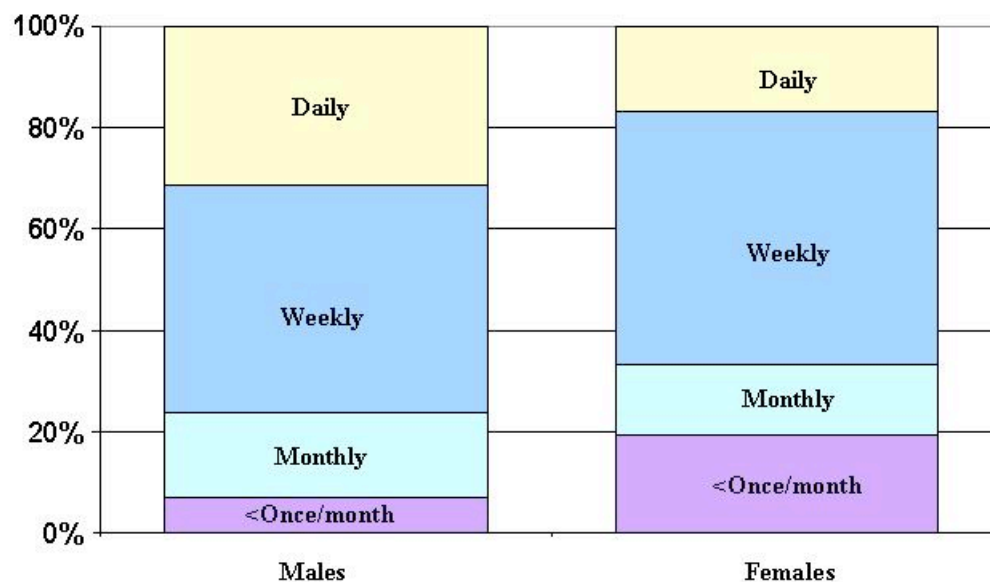 100%
80%
60%
40%
20%
0%
Daily
Weekly
Monthly
<Once/month
Daily
Weekly
Monthly
<Once/month
Males
Females